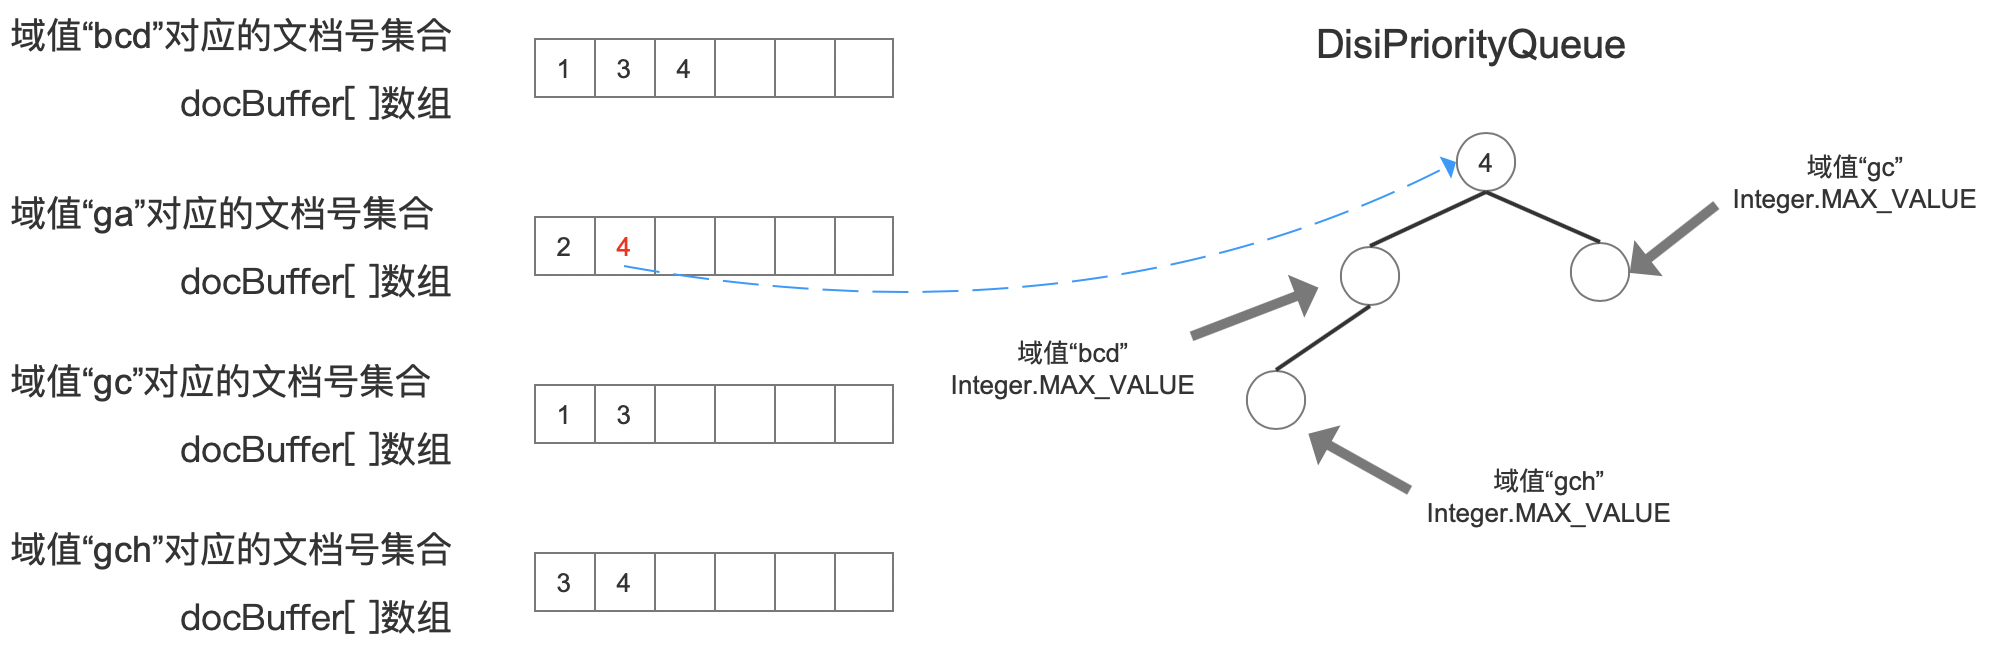 域值“bcd”对应的文档号集合
docBuffer[ ]数组
1 3 4
域值“ga”对应的文档号集合
docBuffer[ ]数组
2 4
域值“gc”对应的文档号集合
docBuffer[ ]数组
1 3
域值“gch”对应的文档号集合
docBuffer[ ]数组
3 4
DisiPriorityQueue
4
域值“gc”
Integer.MAX_VALUE
域值“bcd”
Integer.MAX_VALUE
域值“gch”
Integer.MAX_VALUE